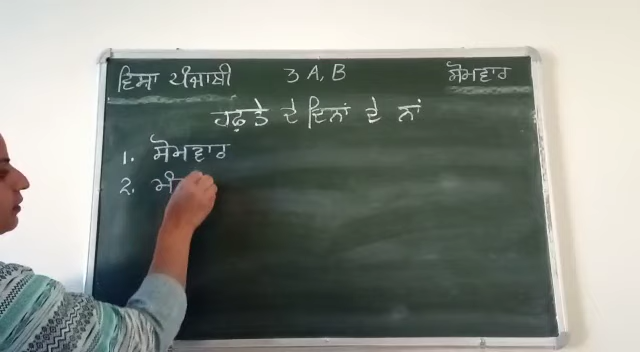 ਵਿਸ਼ਾ ਪੰਜਾਬੀ 3 A, B ਸੋਮਵਾਰ
ਹਫ਼ਤੇ ਦੇ ਦਿਨਾਂ ਦੇ ਨਾਂ
1. ਸੋਮਵਾਰ
2. ਮੰ